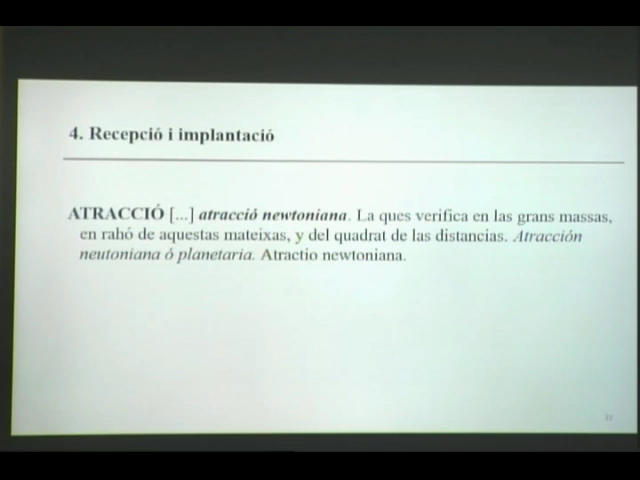 4. Recepció i implantació
ATRACCIÓ [...] atracció newtoniana. La ques verifica en las grans massas,
en rahó de aquestas mateixas, y del quadrat de las distancias. Atracción
neutoniana ó planetaria. Atractio newtoniana.